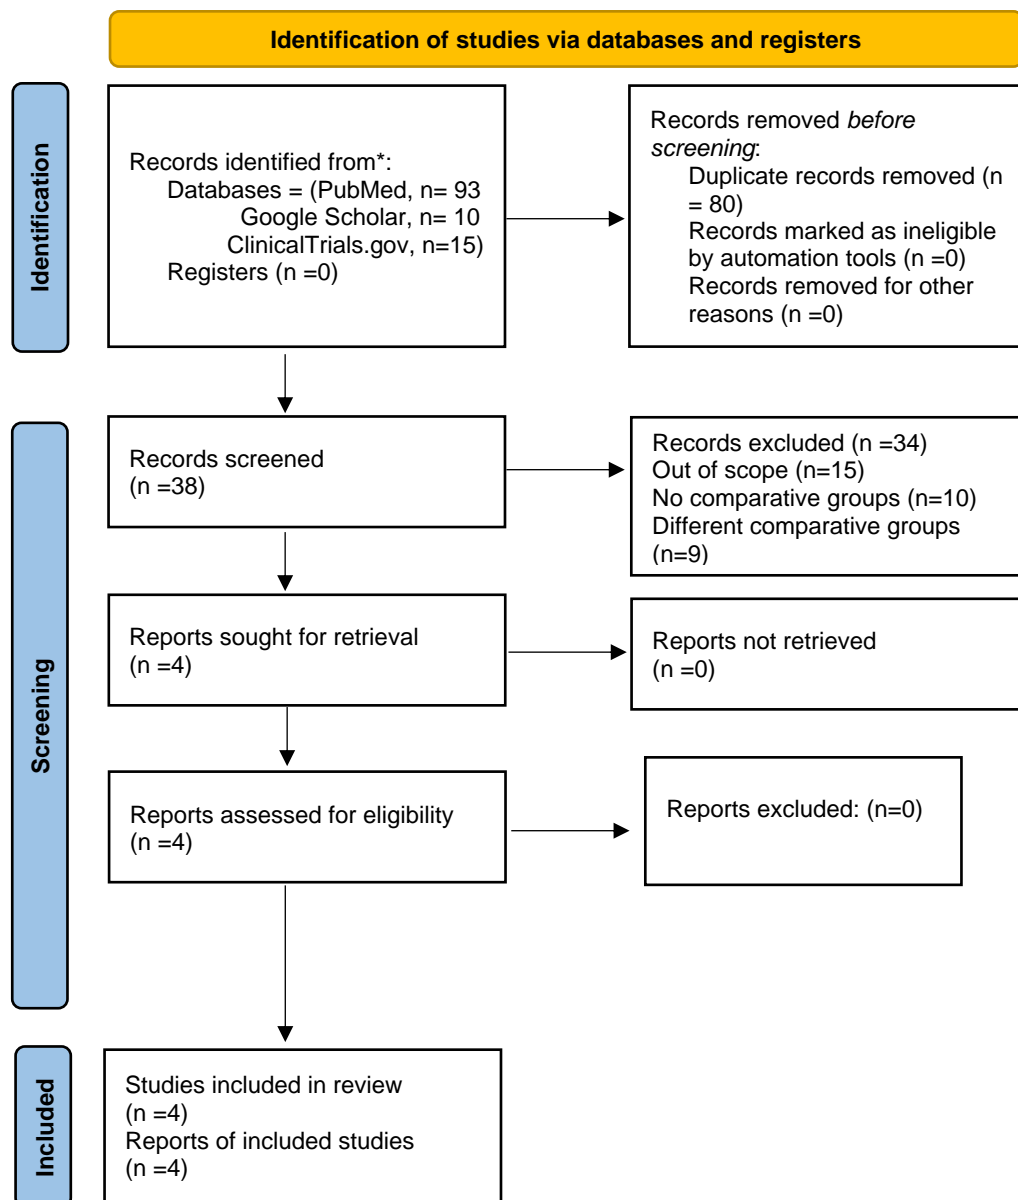 Identification of studies via databases and registers
Identification
Records identified from*:
Databases = (PubMed, n= 93
Google Scholar, n= 10
ClinicalTrials.gov, n=15)
Registers (n =0)
Records removed before
screening:
Duplicate records removed (n
= 80)
Records marked as ineligible
by automation tools (n =0)
Records removed for other
reasons (n =0)
Screening
Records screened
(n =38)
Records excluded (n =34)
Out of scope (n=15)
No comparative groups (n=10)
Different comparative groups
(n=9)
Reports sought for retrieval
(n =4)
Reports not retrieved
(n =0)
Reports assessed for eligibility
(n =4)
Reports excluded: (n=0)
Included
Studies included in review
(n =4)
Reports of included studies
(n =4)